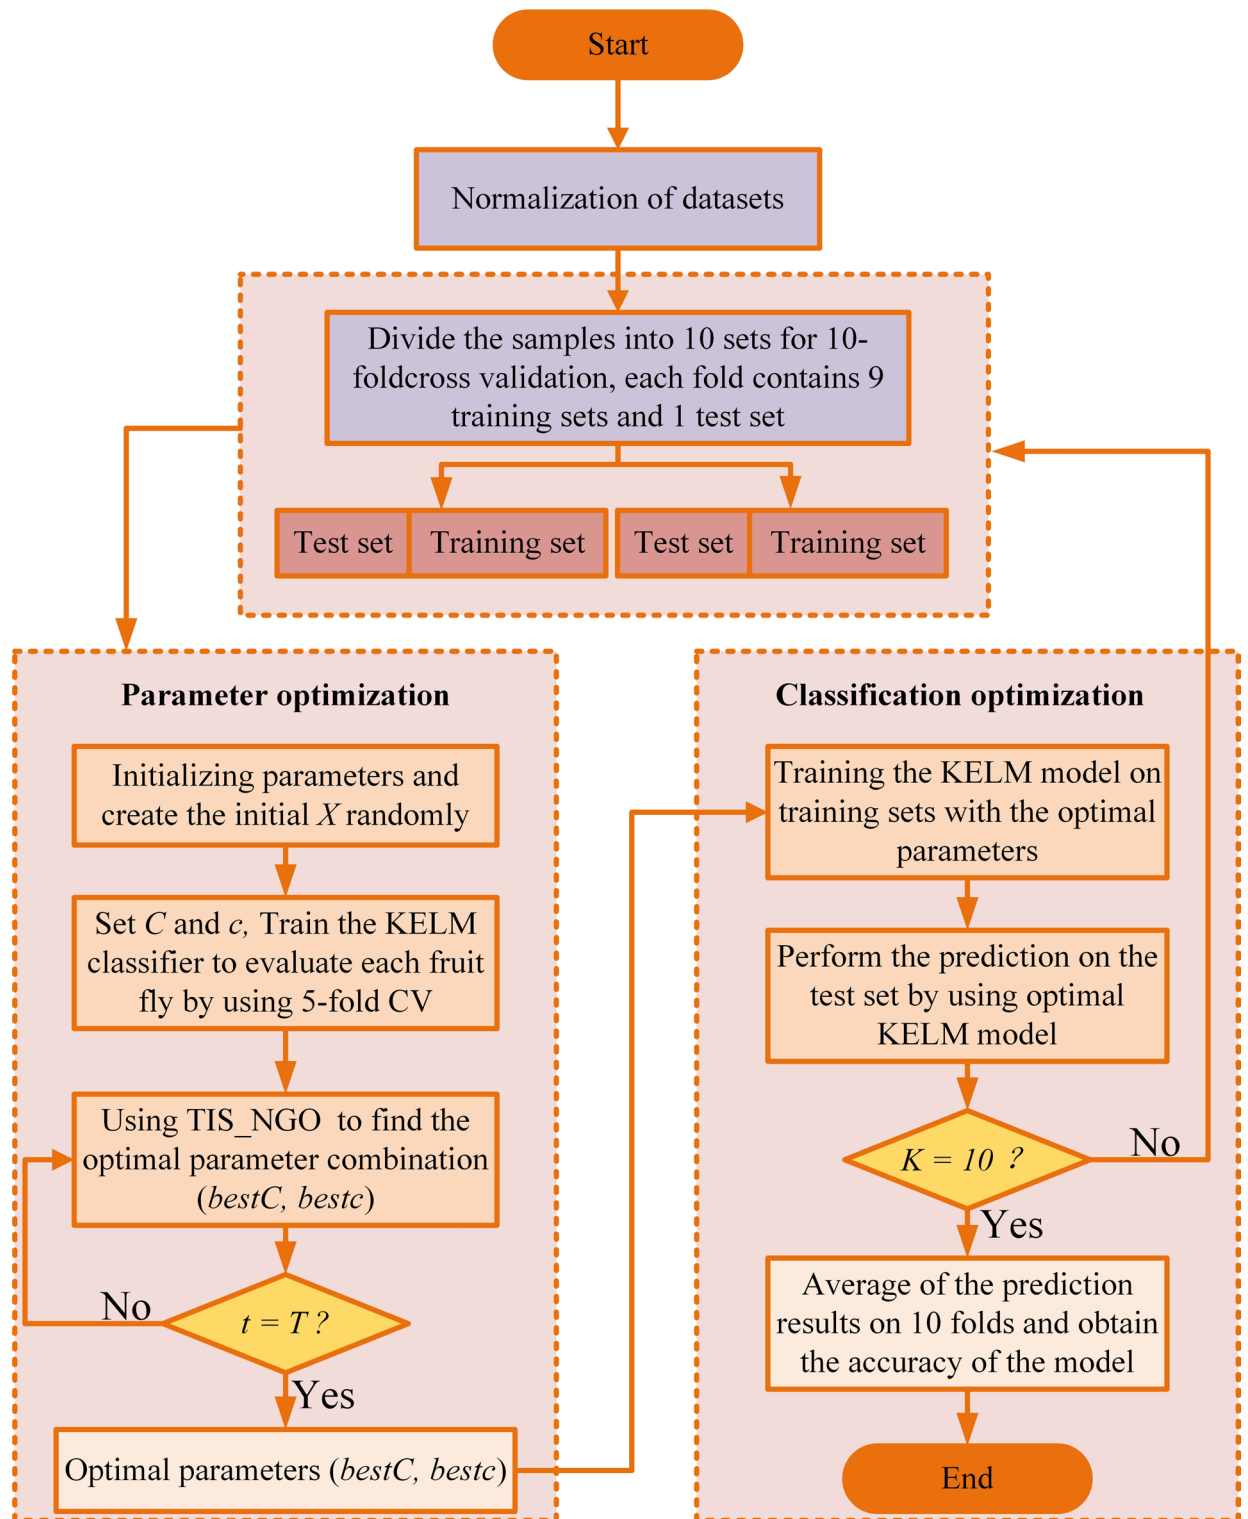 Start
Normalization of datasets
Divide the samples into 10 sets for 10-
foldcross validation, each fold contains 9
training sets and 1 test set
Test set
Training set
Test set
Training set
Parameter optimization
Initializing parameters and
create the initial X randomly
Set C and c, Train the KELM
classifier to evaluate each fruit
fly by using 5-fold CV
Using TIS_NGO to find the
optimal parameter combination
(bestC, bestc)
No
t = T ?
Yes
Optimal parameters (bestC, bestc)
Classification optimization
Training the KELM model on
training sets with the optimal
parameters
Perform the prediction on the
test set by using optimal
KELM model
K = 10 ?
No
Yes
Average of the prediction
results on 10 folds and obtain
the accuracy of the model
End